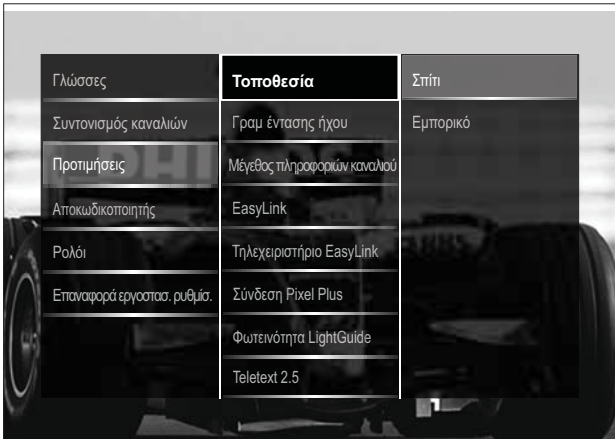 Γλώσσες
Συντονισμός καναλιών
Προτιμήσεις
Αποκωδικοποιητής
Ρολόι
Επαναφορά εργοστασ. ρυθμίσ.
Τοποθεσία
Γραμ έντασης ήχου
Μέγεθος πληροφοριών καναλιού
EasyLink
Τηλεχειριστήριο EasyLink
Σύνδεση Pixel Plus
Φωτεινότητα LightGuide
Teletext 2.5
Σπίτι
Εμπορικό